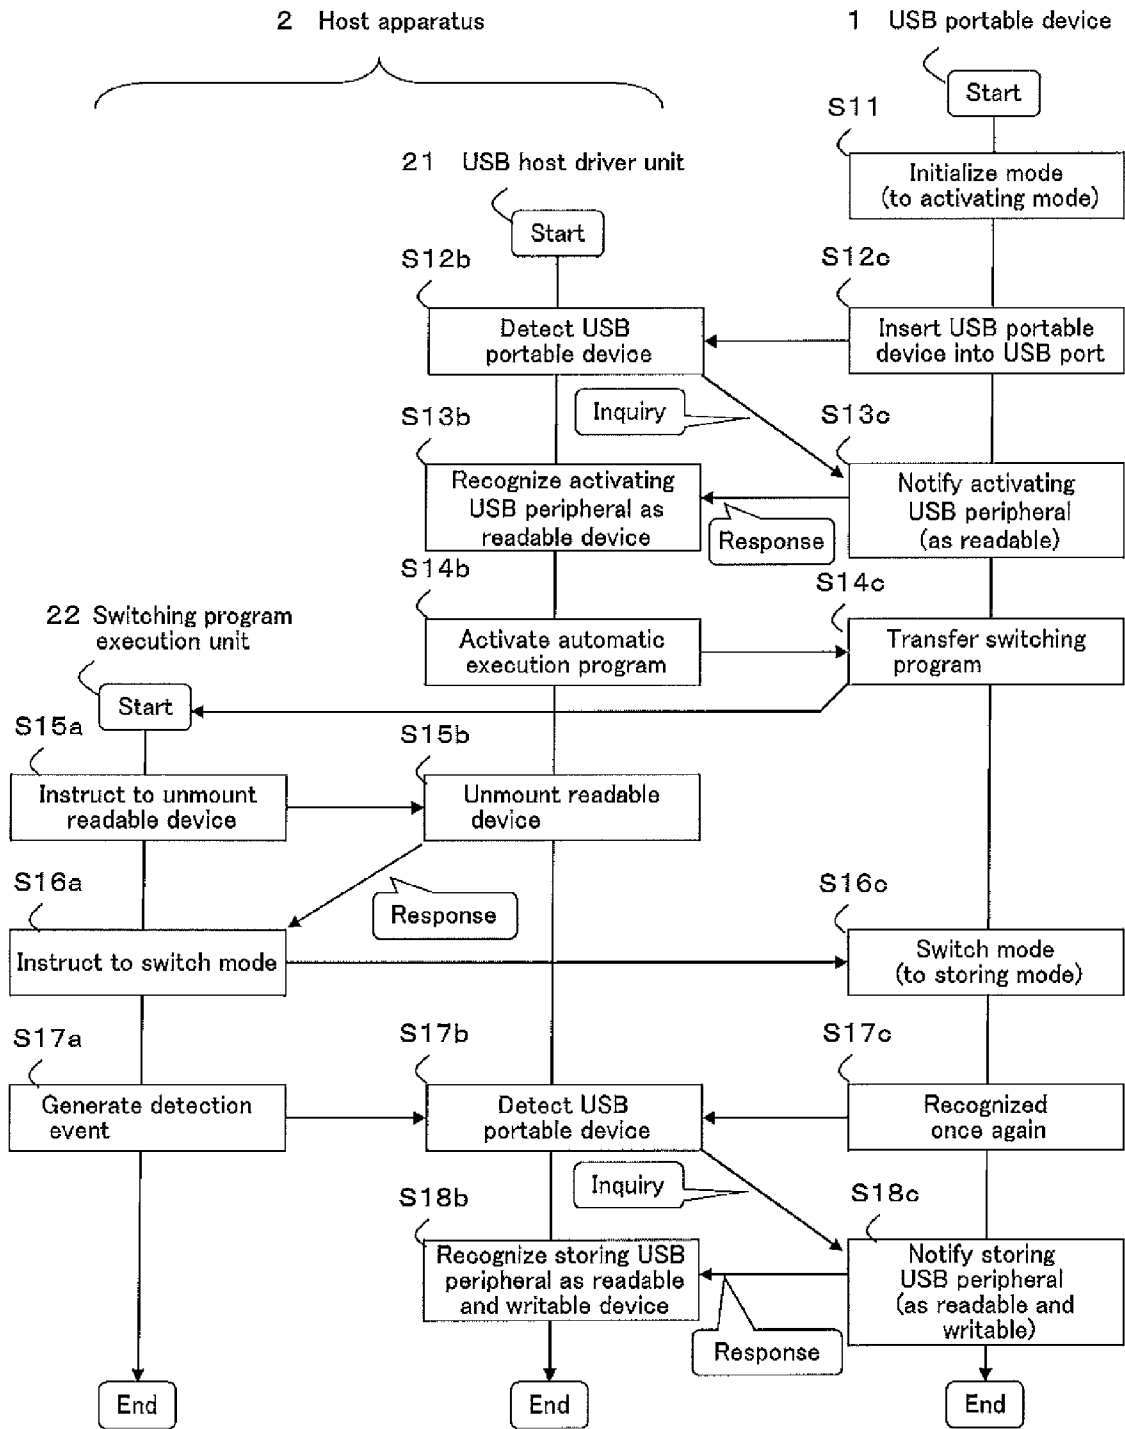 2 Host apparatus
1 USB portable device
Start
S11
Initialize mode
(to activating mode)
21 USB host driver unit
Start
S12b
Detect USB
portable device
S12c
Insert USB portable
device into USB port
Inquiry
S13b
Recognize activating
USB peripheral as
readable device
S13c
Notify activating
USB peripheral
(as readable)
Response
S14b
Activate automatic
execution program
S14c
Transfer switching
program
22 Switching program
execution unit
Start
S15a
Instruct to unmount
readable device
S15b
Unmount readable
device
Response
S16a
Instruct to switch mode
S16c
Switch mode
(to storing mode)
S17a
Generate detection
event
S17b
Detect USB
portable device
S17c
Recognized
once again
Inquiry
S18b
Recognize storing USB
peripheral as readable
and writable device
S18c
Notify storing
USB peripheral
(as readable and
writable)
Response
End
End
End